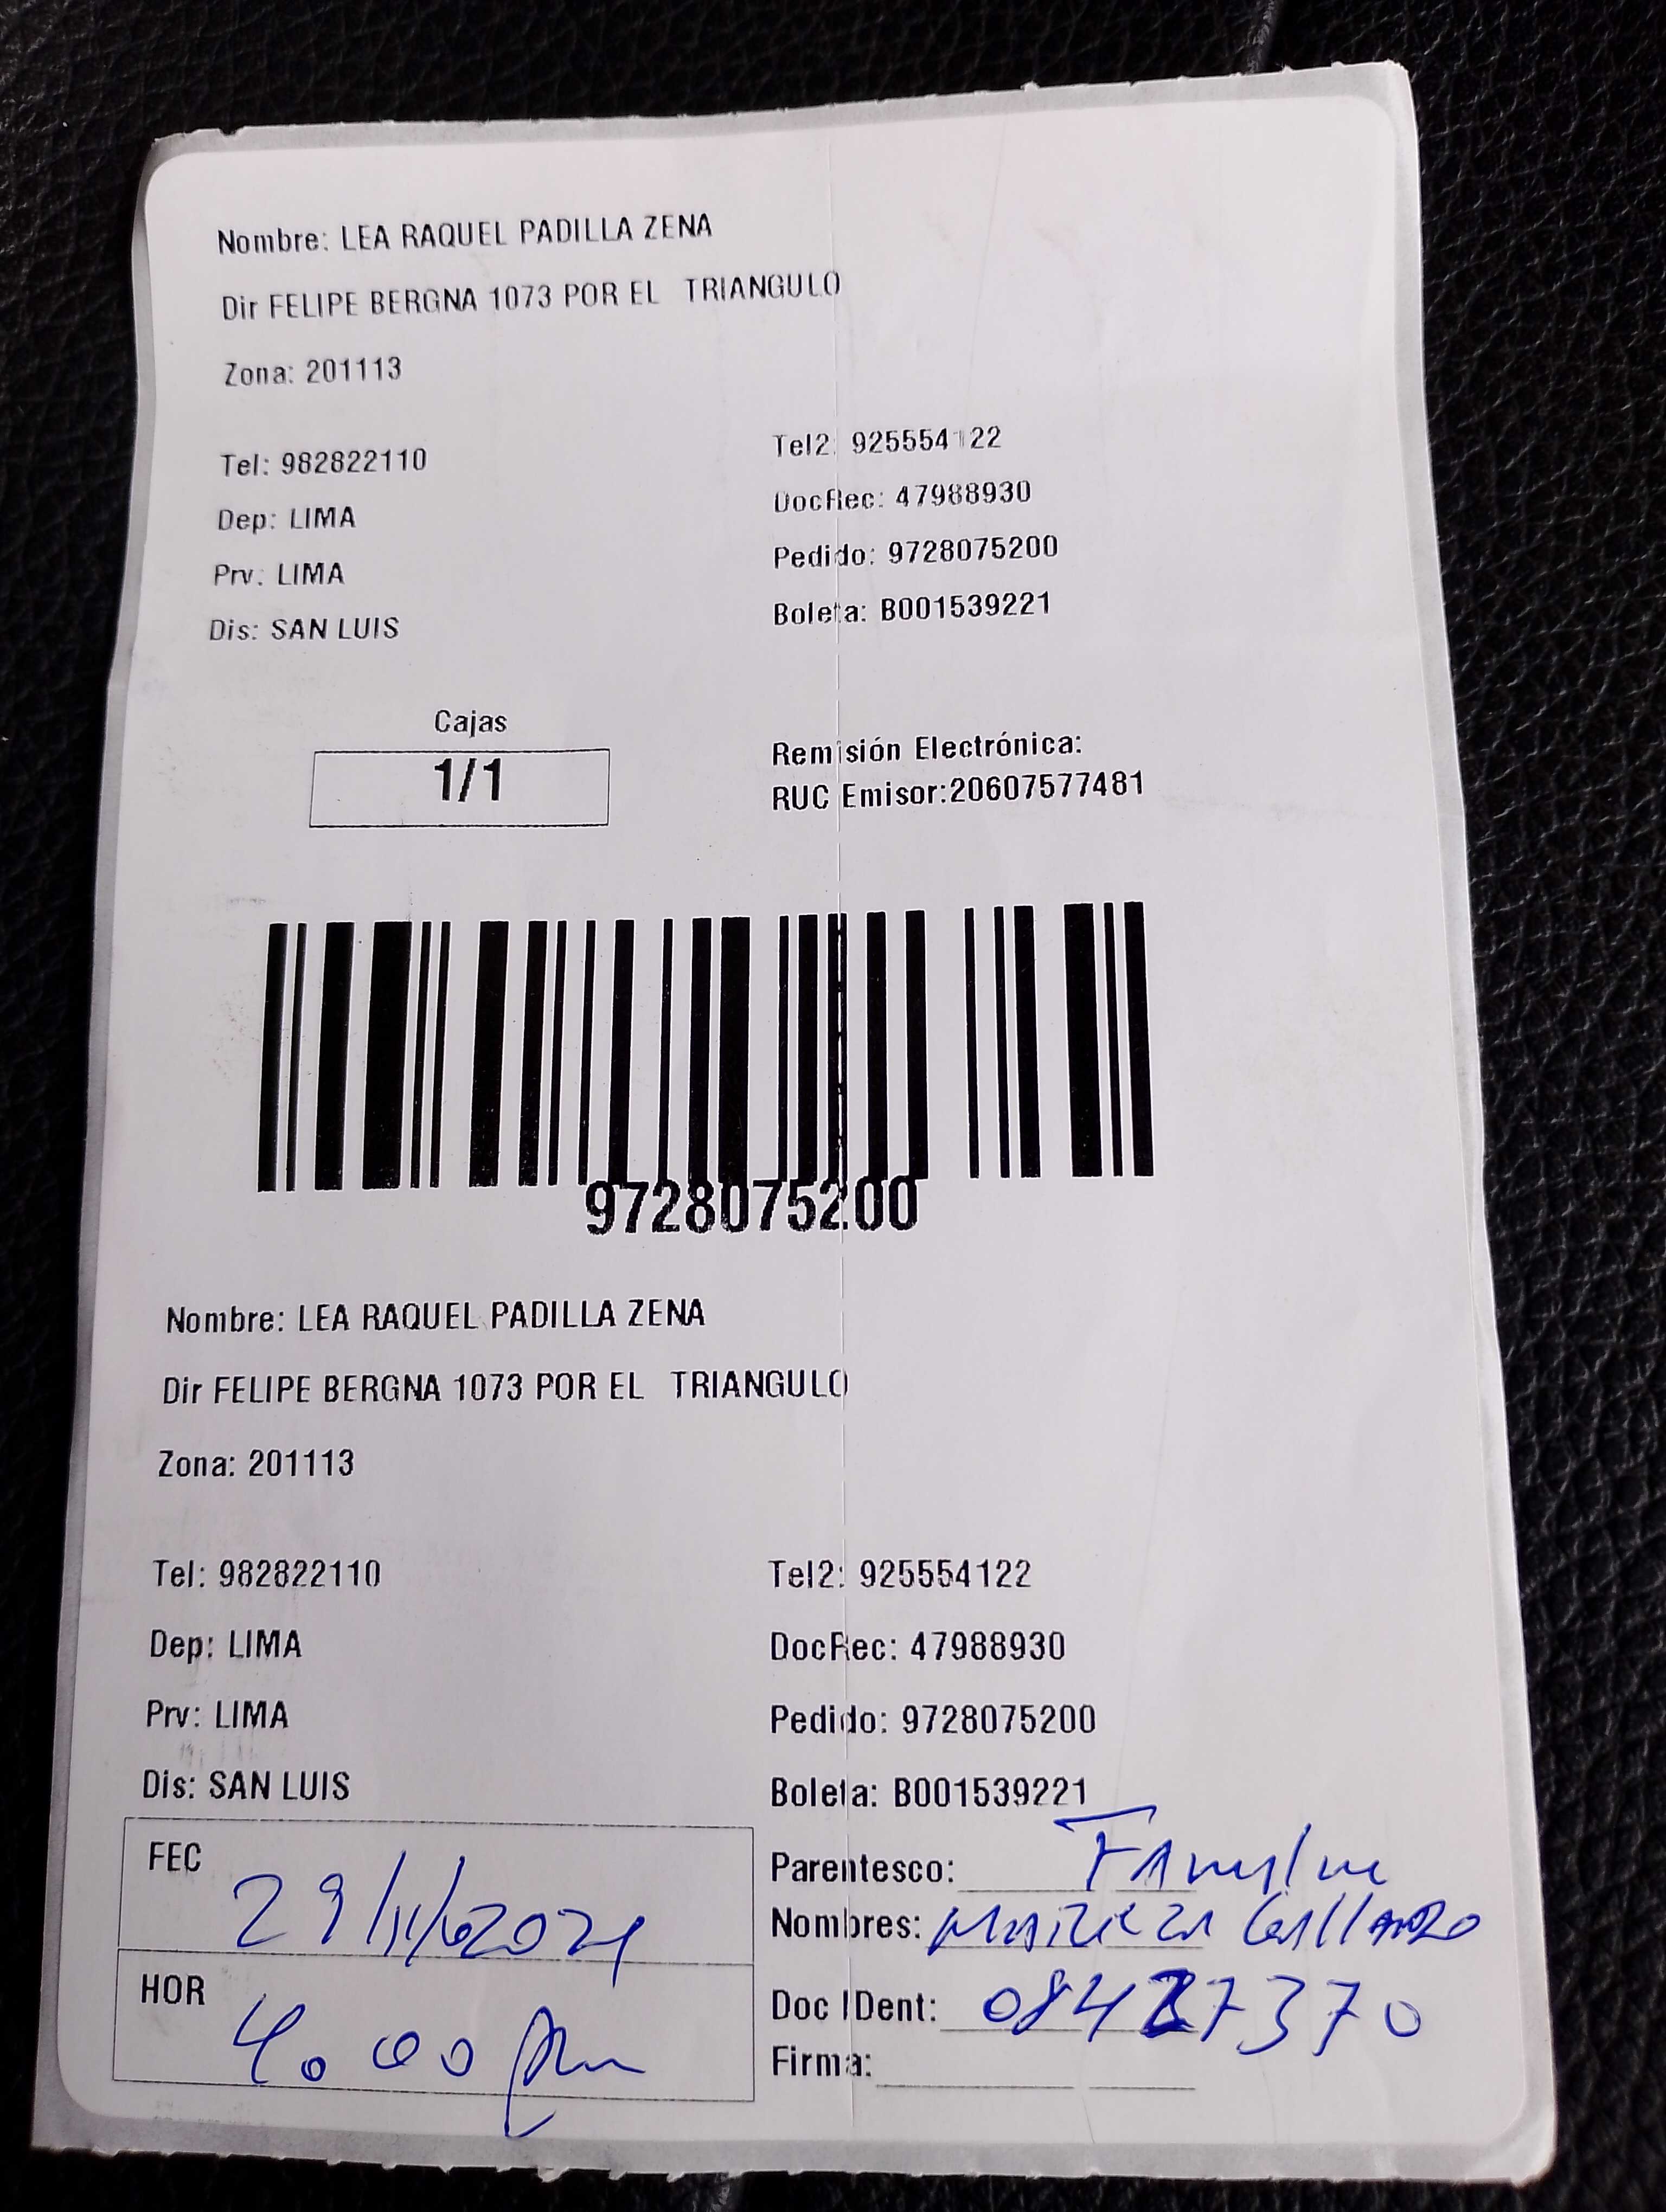 Nombre: LEA RAQUEL PADILLA ZENA
Dir FELIPE BERGNA 1073 POR EL TRIANGULO
Zona: 201113
Tel: 982822110
Tel2: 925554122
Dep: LIMA
DocRec: 47988930
Prv: LIMA
Pedido: 9728075200
Dis: SAN LUIS
Boleta: B001539221
Cajas
1/1
Remisión Electrónica:
RUC Emisor:20607577481
9728075200
Nombre: LEA RAQUEL PADILLA ZENA
Dir FELIPE BERGNA 1073 POR EL TRIANGULO
Zona: 201113
Tel: 982822110
Tel2: 925554122
Dep: LIMA
DocRec: 47988930
Prv: LIMA
Pedido: 9728075200
Dis: SAN LUIS
Boleta: B001539221
FEC
Parentesco:
Nombres:
HOR 4.00 pm
Doc IDent:
Firma: